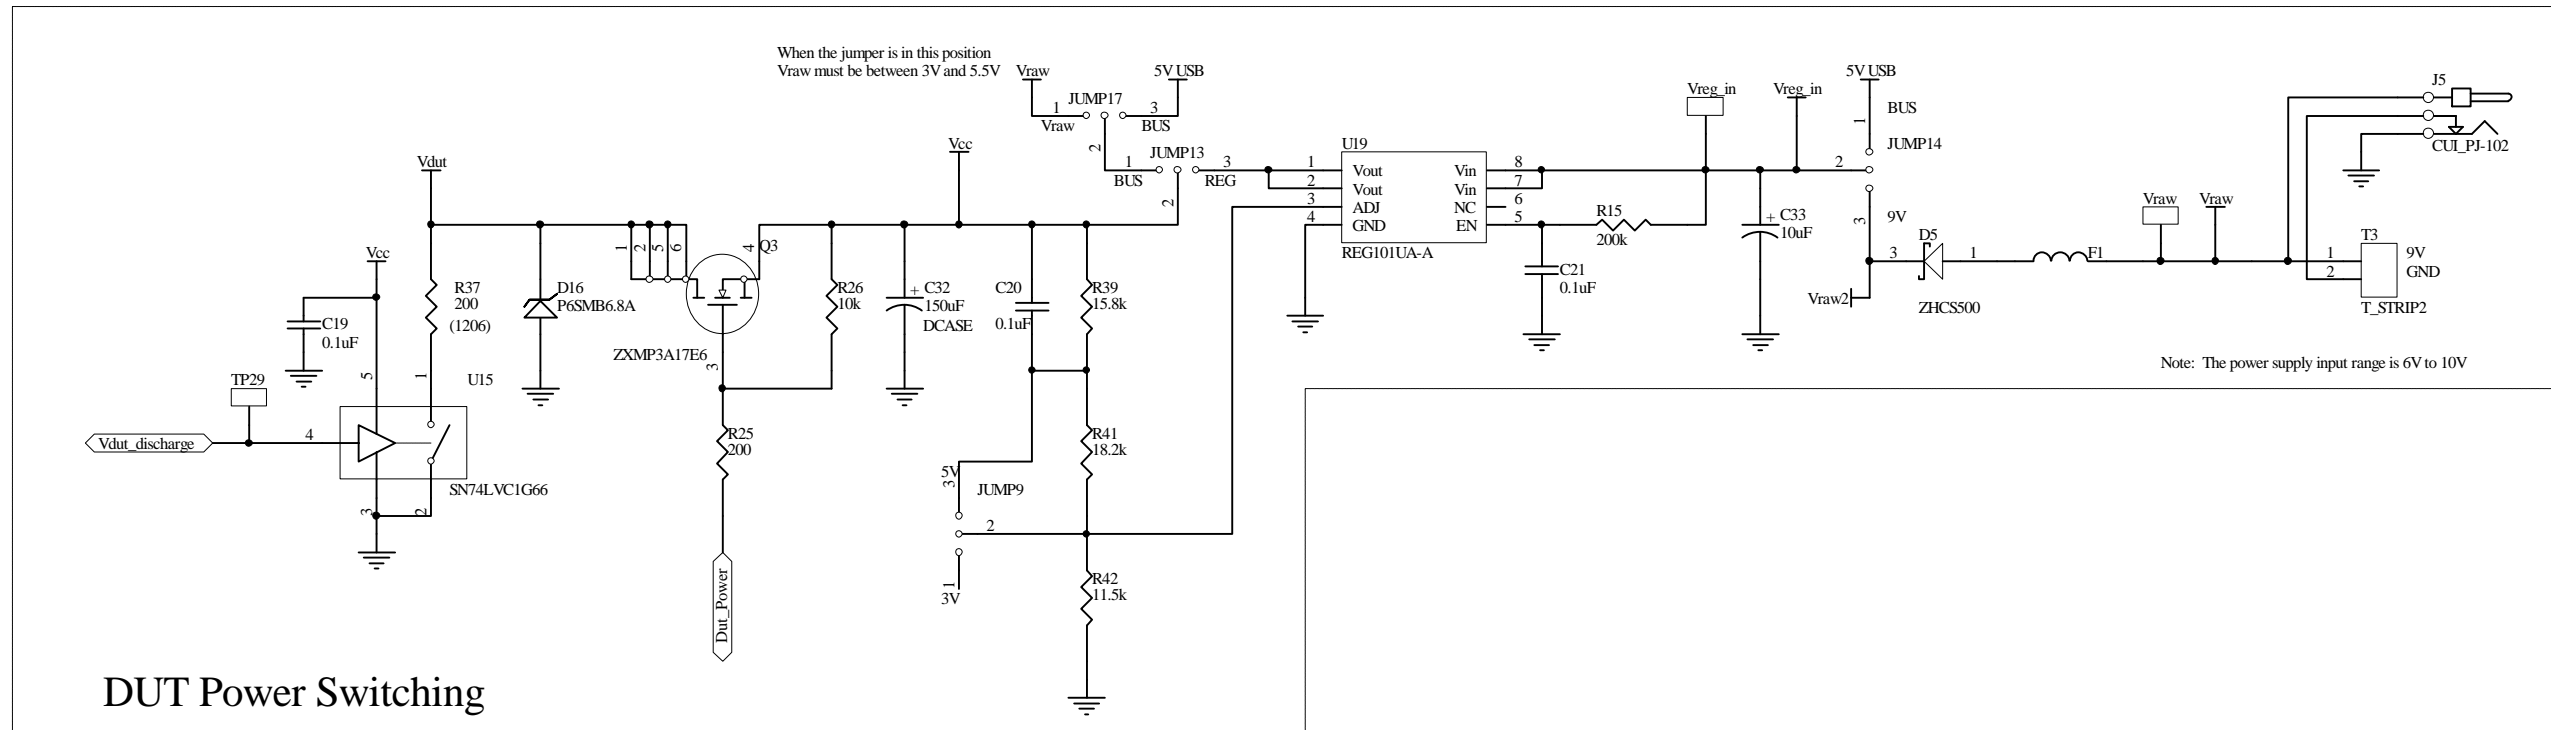 When the jumper is in this position
Vraw must be between 3V and 5.5V
Vraw
5V USB
JUMP17
1
3
Vraw
BUS
2
Vcc
JUMP13
1
3
BUS
REG
2
Vdut
Vcc
R37
200
(1206)
C19
0.1uF
D16
P6SMB6.8A
1
2
5
6
4
Q3
ZXMP3A17E6
3
R26
10k
C32
+
150uF
DCASE
C20
0.1uF
R39
15.8k
TP29
5
1
U15
Vdut_discharge
4
SN74LVC1G66
3
2
R25
200
Dut_Power
R41
18.2k
5V
3
JUMP9
2
1
3V
R42
11.5k
U19
1
Vout
Vin
8
2
Vout
Vin
7
3
ADJ
NC
6
4
GND
EN
5
REG101UA-A
C21
0.1uF
R15
200k
Vreg_in
Vreg_in
+
C33
10uF
5V USB
BUS
1
JUMP14
2
3
9V
Vraw2
3
D5
1
ZHCS500
F1
Vraw
Vraw
J5
CUI_PJ-102
T3
1
9V
2
GND
T_STRIP2
Note: The power supply input range is 6V to 10V
DUT Power Switching